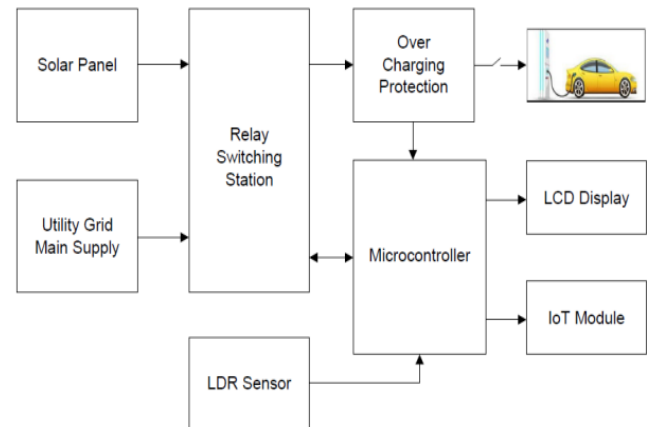 Solar Panel
Utility Grid
Main Supply
Relay
Switching
Station
Over
Charging
Protection
Microcontroller
LCD Display
IoT Module
LDR Sensor